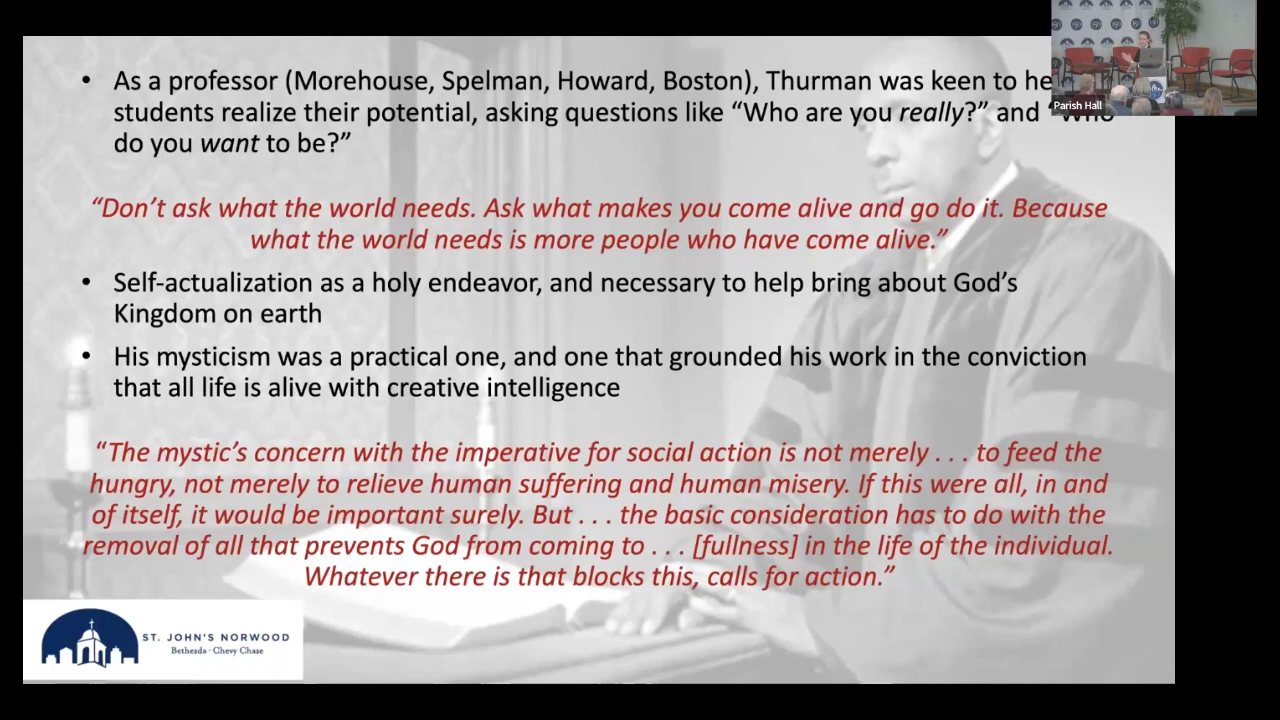 • As a professor (Morehouse, Spelman, Howard, Boston), Thurman was keen to he
students realize their potential, asking questions like “Who are you really?” and “Who
do you want to be?”
“Don’t ask what the world needs. Ask what makes you come alive and go do it. Because
what the world needs is more people who have come alive.”
• Self-actualization as a holy endeavor, and necessary to help bring about God’s
Kingdom on earth
• His mysticism was a practical one, and one that grounded his work in the conviction
that all life is alive with creative intelligence
“The mystic’s concern with the imperative for social action is not merely . . . to feed the
hungry, not merely to relieve human suffering and human misery. If this were all, in and
of itself, it would be important surely. But . . . the basic consideration has to do with the
removal of all that prevents God from coming to . . . [fullness] in the life of the individual.
Whatever there is that blocks this, calls for action.”
ST. JOHN’S NORWOOD
Bethesda - Chevy Chase
Parish Hall